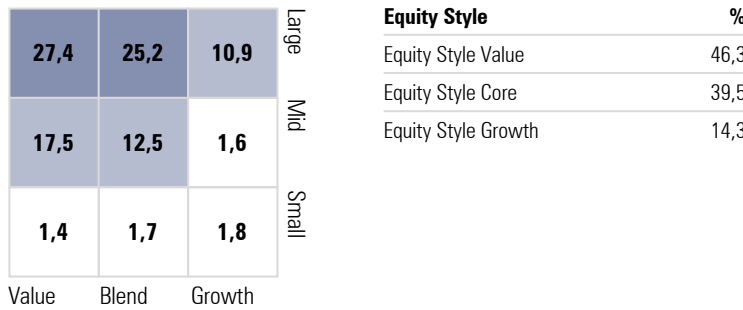 27,4 25,2 10,9 Large
17,5 12,5 1,6 Mid
1,4 1,7 1,8 Small
Value Blend Growth
Equity Style %
Equity Style Value 46,3
Equity Style Core 39,5
Equity Style Growth 14,3